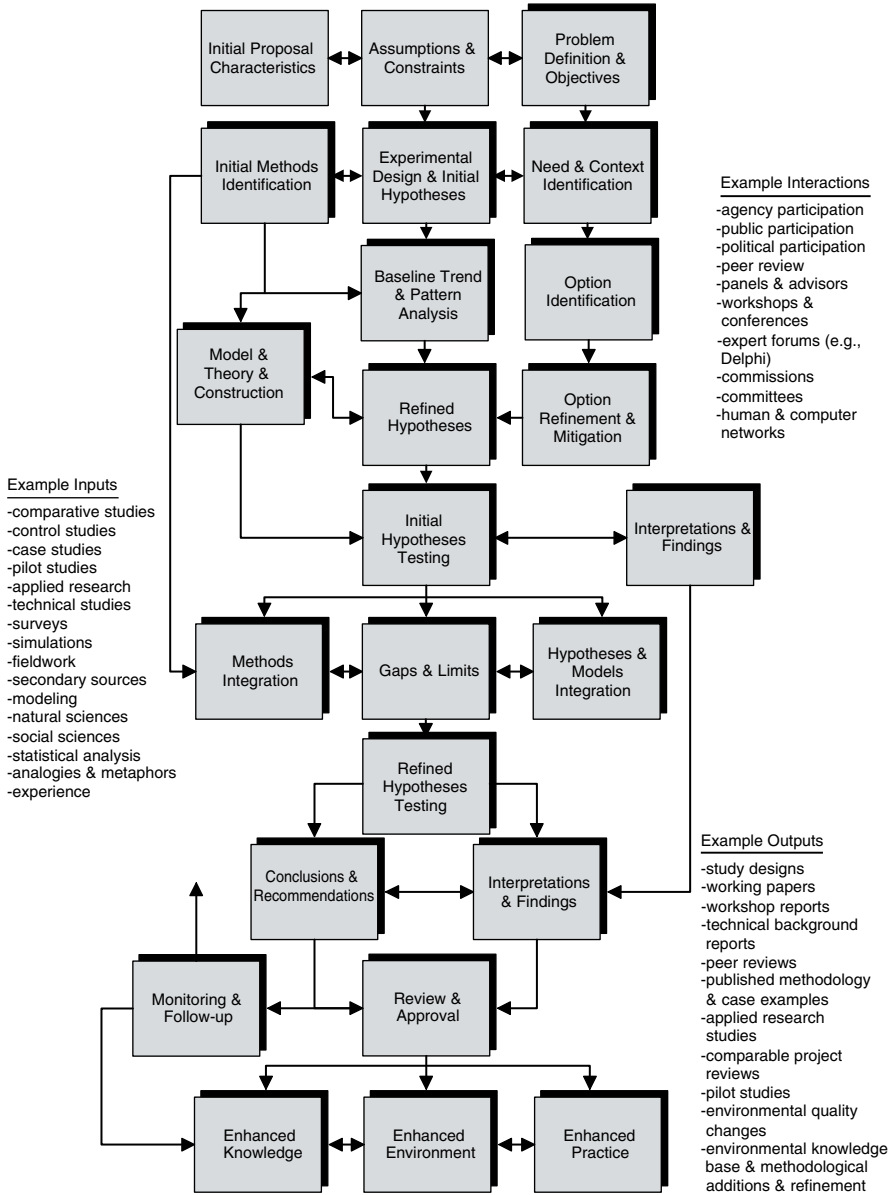 Initial Proposal
Characteristics
Assumptions &
Constraints
Problem
Definition &
Objectives
Initial Methods
Identification
Experimental
Design & Initial
Hypotheses
Need & Context
Identification
Example Interactions
-agency participation
-public participation
-political participation
-peer review
-panels & advisors
-workshops &
conferences
-expert forums (e.g.,
Delphi)
-commissions
-committees
-human & computer
networks
Baseline Trend
& Pattern
Analysis
Option
Identification
Model &
Theory &
Construction
Refined
Hypotheses
Option
Refinement &
Mitigation
Example Inputs
-comparative studies
-control studies
-case studies
-pilot studies
-applied research
-technical studies
-surveys
-simulations
-fieldwork
-secondary sources
-modeling
-natural sciences
-social sciences
-statistical analysis
-analogies & metaphors
-experience
Initial
Hypotheses
Testing
Interpretations &
Findings
Methods
Integration
Gaps & Limits
Hypotheses &
Models
Integration
Refined
Hypotheses
Testing
Conclusions &
Recommendations
Interpretations
& Findings
Example Outputs
-study designs
-working papers
-workshop reports
-technical background
reports
-peer reviews
-published methodology
& case examples
-applied research
studies
-comparable project
reviews
-pilot studies
-environmental quality
changes
-environmental knowledge
base & methodological
additions & refinement
Monitoring &
Follow-up
Review &
Approval
Enhanced
Knowledge
Enhanced
Environment
Enhanced
Practice